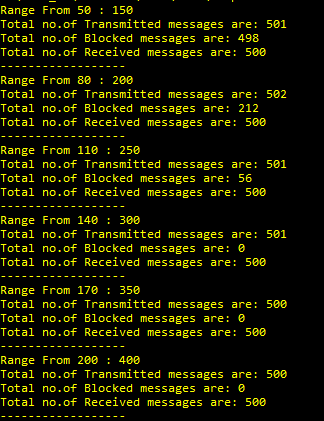 Range From 50 : 150
Total no.of Transmitted messages are: 501
Total no.of Blocked messages are: 498
Total no.of Received messages are: 500
------------------
Range From 80 : 200
Total no.of Transmitted messages are: 502
Total no.of Blocked messages are: 212
Total no.of Received messages are: 500
------------------
Range From 110 : 250
Total no.of Transmitted messages are: 501
Total no.of Blocked messages are: 56
Total no.of Received messages are: 500
------------------
Range From 140 : 300
Total no.of Transmitted messages are: 501
Total no.of Blocked messages are: 0
Total no.of Received messages are: 500
------------------
Range From 170 : 350
Total no.of Transmitted messages are: 500
Total no.of Blocked messages are: 0
Total no.of Received messages are: 500
------------------
Range From 200 : 400
Total no.of Transmitted messages are: 500
Total no.of Blocked messages are: 0
Total no.of Received messages are: 500
------------------